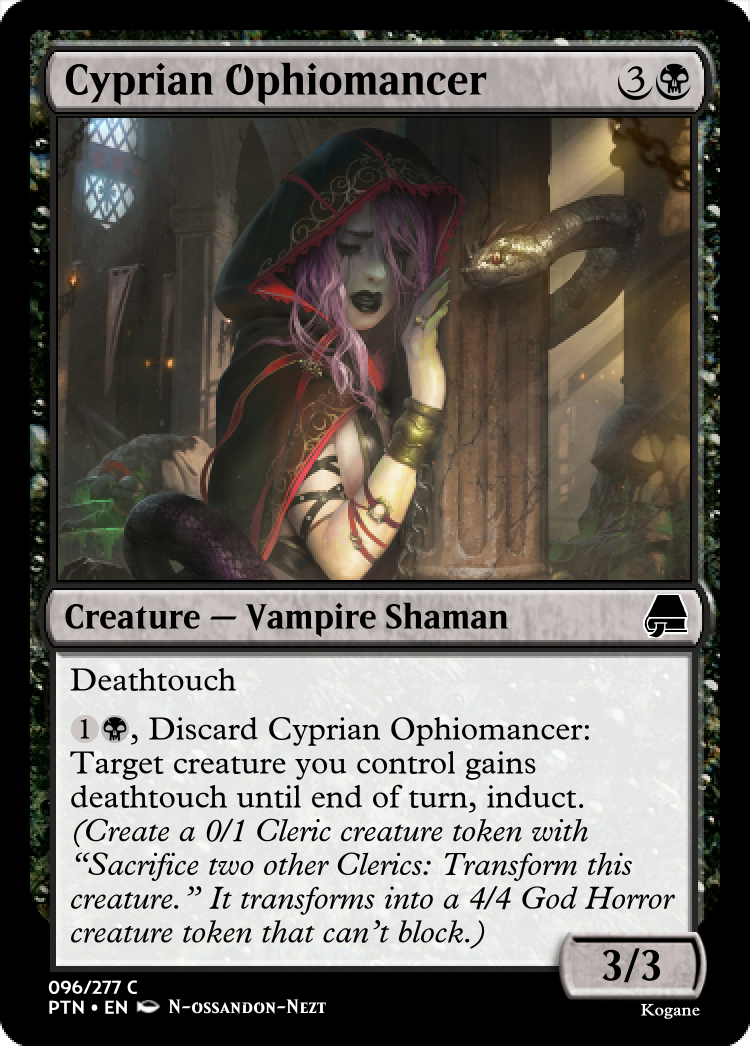 Cyprian Ophiomancer 3
Creature — Vampire Shaman
Deathtouch
1, Discard Cyprian Ophiomancer:
Target creature you control gains
deathtouch until end of turn, induct.
(Create a 0/1 Cleric creature token with
“Sacrifice two other Clerics: Transform this
creature.” It transforms into a 4/4 God Horror
creature token that can’t block.)
3/3
096/277 C
PTN • EN N-ossandon-Nezt
Kogane